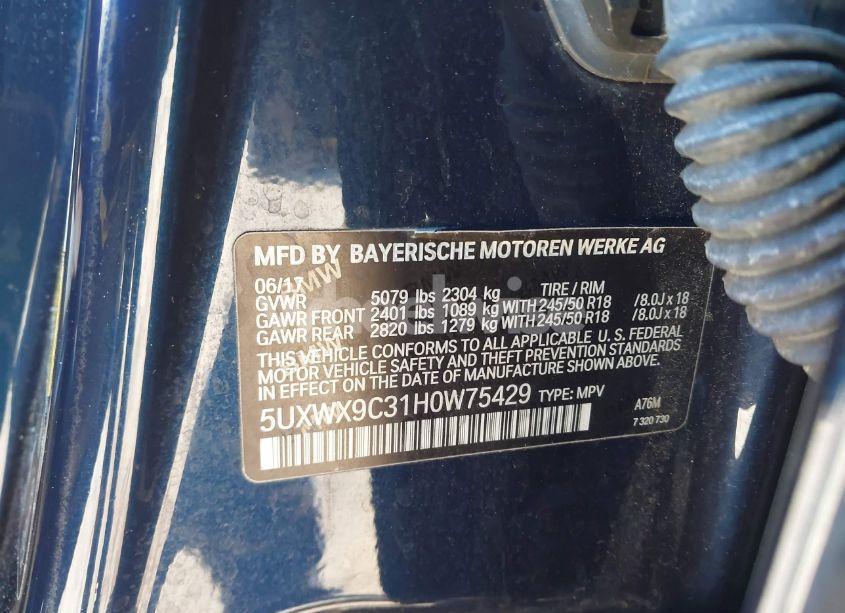 MFD BY BAYERISCHE MOTOREN WERKE AG
06/17 TIRE / RIM
GVWR 5079 lbs 2304 kg
GAWR FRONT 2401 lbs 1089 kg WITH 245/50 R18 /8.0J x 18
GAWR REAR 2820 lbs 1279 kg WITH 245/50 R18 /8.0J x 18
THIS VEHICLE CONFORMS TO ALL APPLICABLE U.S. FEDERAL
MOTOR VEHICLE SAFETY AND THEFT PREVENTION STANDARDS
IN EFFECT ON THE DATE OF MANUFACTURE SHOWN ABOVE.
5UXWX9C31H0W75429 TYPE: MPV A76M
7 320 730